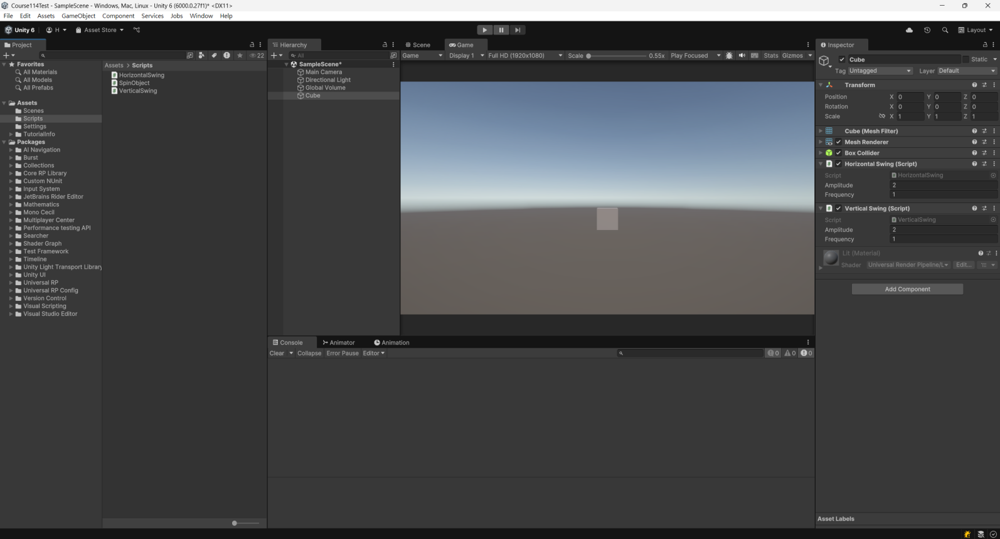 Course114Test - SampleScene - Windows, Mac, Linux - Unity 6 (6000.0.27f1)* <DX11>
File Edit Assets GameObject Component Services Jobs Window Help
Unity 6 H Asset Store Layout
Project
22
Favorites
All Materials
All Models
All Prefabs
Assets
Scenes
Scripts
Settings
TutorialInfo
Packages
AI Navigation
Burst
Collections
Core RP Library
Custom NUnit
Input System
JetBrains Rider Editor
Mathematics
Mono Cecil
Multiplayer Center
Performance testing API
Searcher
Shader Graph
Test Framework
Timeline
Unity Light Transport Library
Unity UI
Universal RP
Universal RP Config
Version Control
Visual Scripting
Visual Studio Editor
Assets > Scripts
HorizontalSwing
SpinObject
VerticalSwing
Hierarchy
All
SampleScene*
Main Camera
Directional Light
Global Volume
Cube
Scene Game
Game Display 1 Full HD (1920x1080) Scale 0.55x Play Focused Stats Gizmos
Console Animator Animation
Clear Collapse Error Pause Editor 0 0 0
Inspector
Cube Static
Tag Untagged Layer Default
Transform
Position X 0 Y 0 Z 0
Rotation X 0 Y 0 Z 0
Scale X 1 Y 1 Z 1
Cube (Mesh Filter)
Mesh Renderer
Box Collider
Horizontal Swing (Script)
Script HorizontalSwing
Amplitude 2
Frequency 1
Vertical Swing (Script)
Script VerticalSwing
Amplitude 2
Frequency 1
Lit (Material)
Shader Universal Render Pipeline/L Edit...
Add Component
Asset Labels